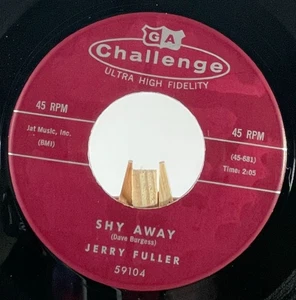 GA
Challenge
ULTRA HIGH FIDELITY
45 RPM
45 RPM
Jat Music, Inc.
(BMI)
(45-681)
Time: 2:05
SHY AWAY
(Dave Burgess)
JERRY FULLER
59104